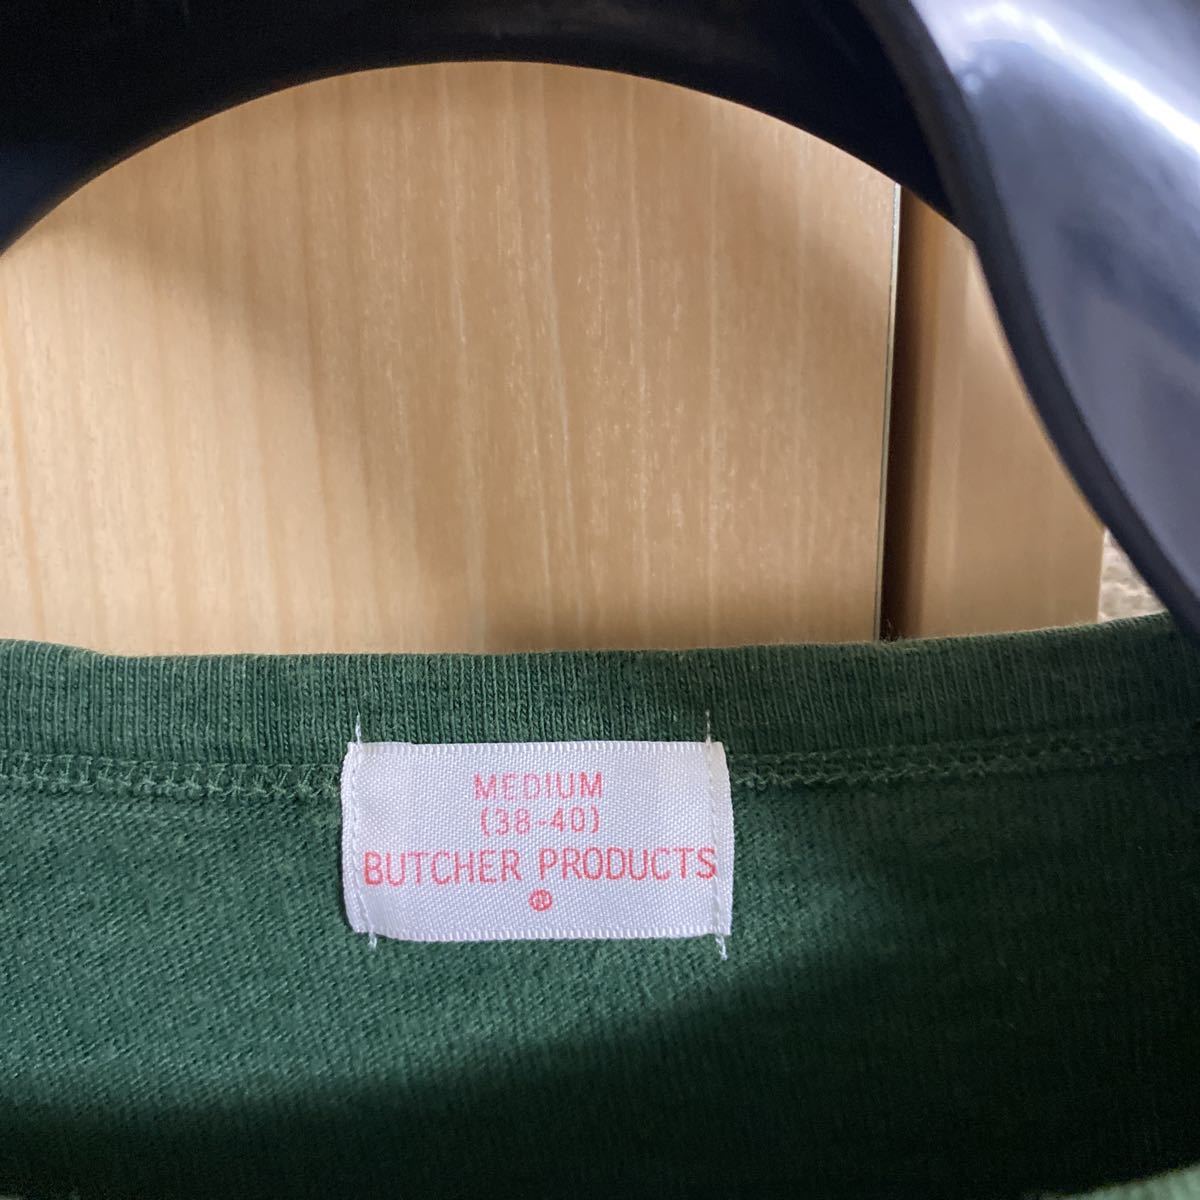 MEDIUM
(38-40)
BUTCHER PRODUCTS